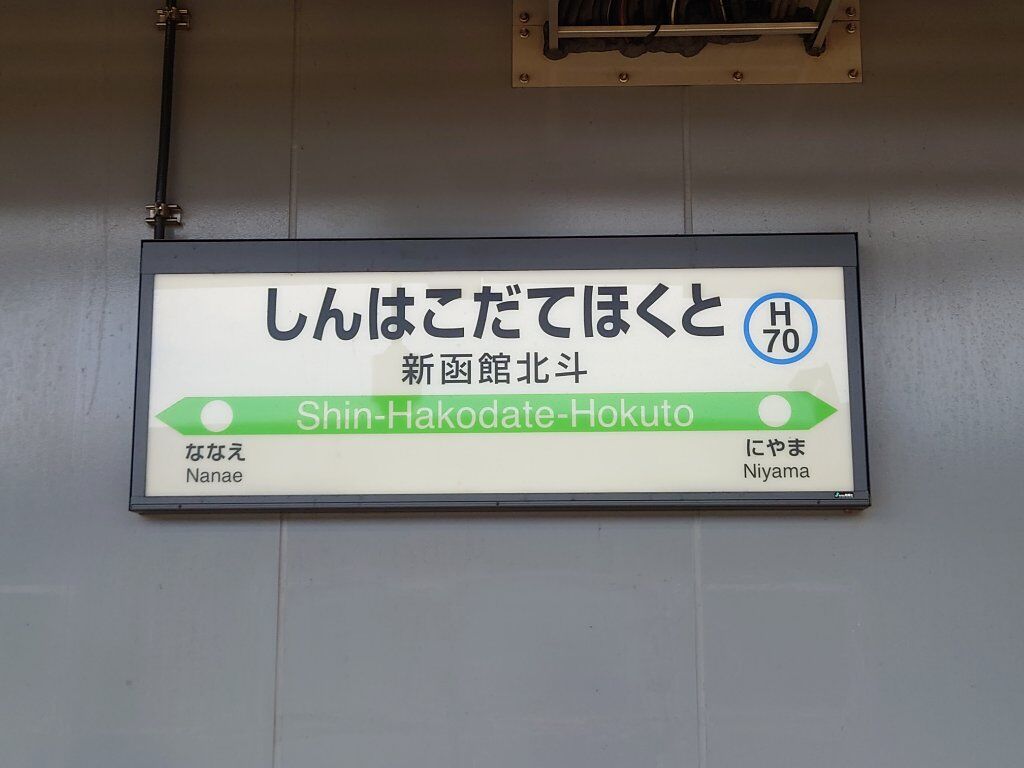 しんはこだてほくと
H
70
新函館北斗
Shin-Hakodate-Hokuto
ななえ
Nanae
にやま
Niyama